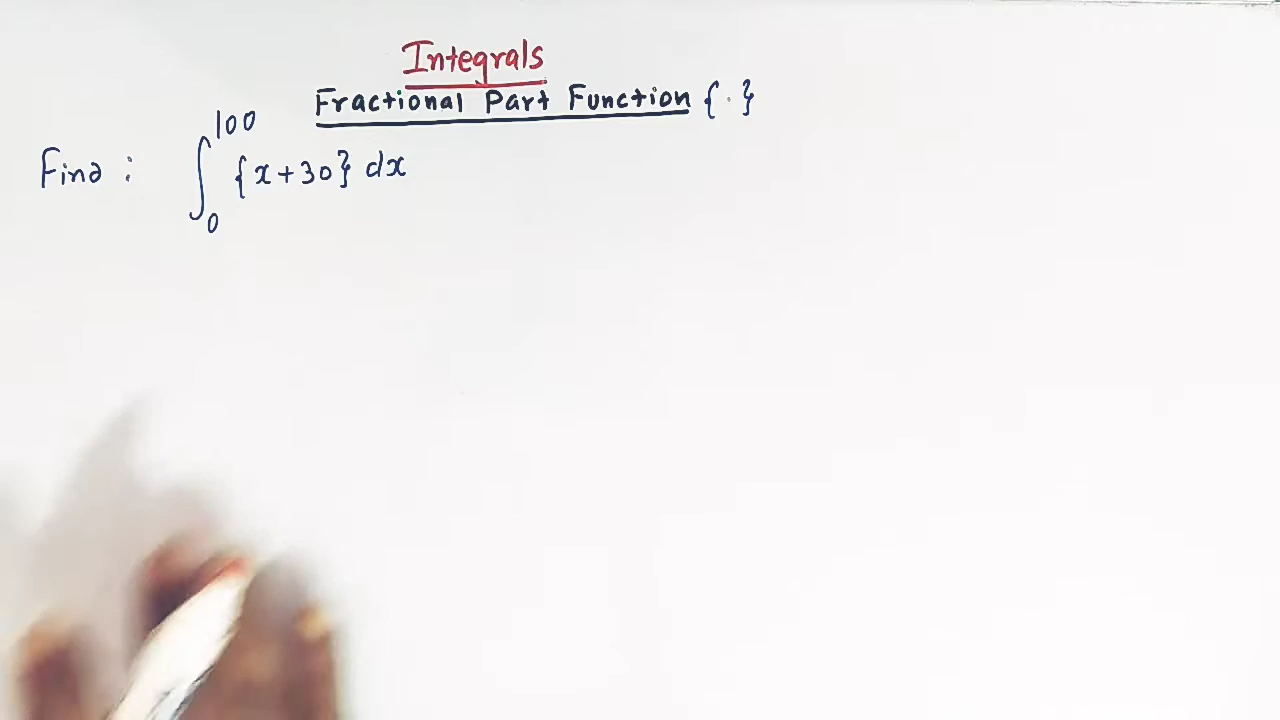 Integrals
Fractional Part Function {.}
Find : ∫₀¹⁰⁰ {x+30} dx